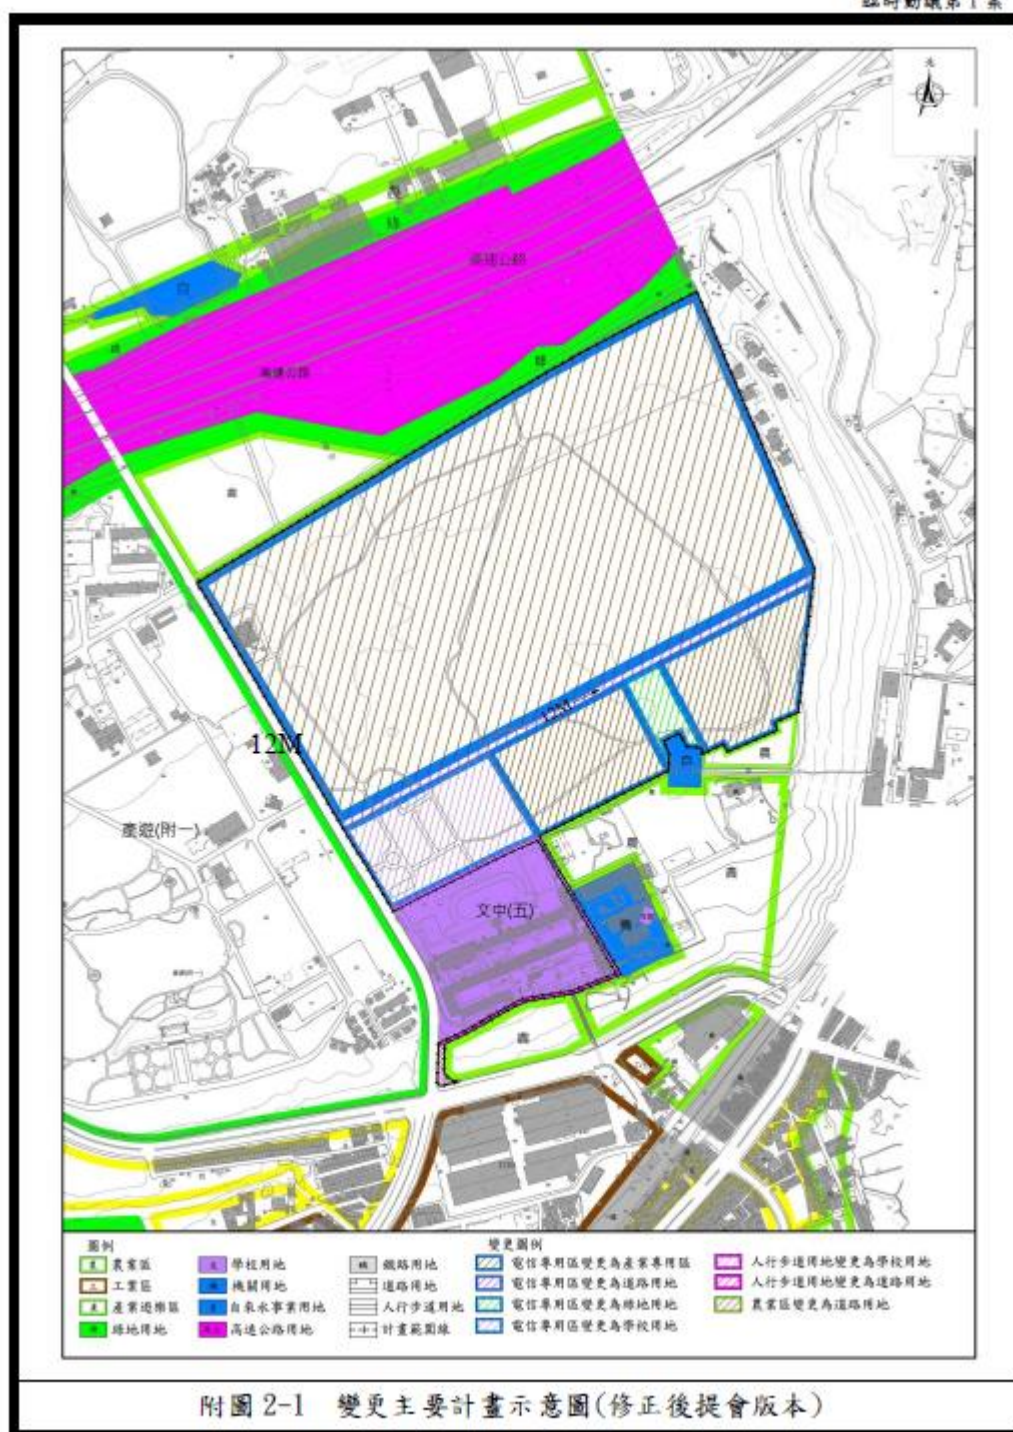 臨時動議第 1 案
北
高速公路
綠
自
高速公路
綠
綠
農
12M
12M
自
農
產遊(附一)
農
農
文中(五)
機
農
圖例
農業區
工業區
產業遊樂區
綠地用地
學校用地
機關用地
自來水事業用地
高速公路用地
鐵路用地
道路用地
人行步道用地
計畫範圍線
變更圖例
電信專用區變更為產業專用區
電信專用區變更為道路用地
電信專用區變更為綠地用地
電信專用區變更為學校用地
人行步道用地變更為學校用地
人行步道用地變更為道路用地
農業區變更為道路用地
附圖 2-1 變更主要計畫示意圖(修正後提會版本)